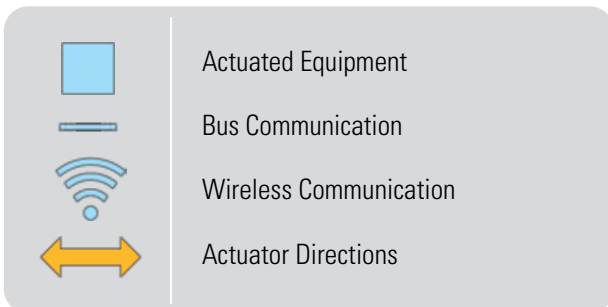 Actuated Equipment
Bus Communication
Wireless Communication
Actuator Directions